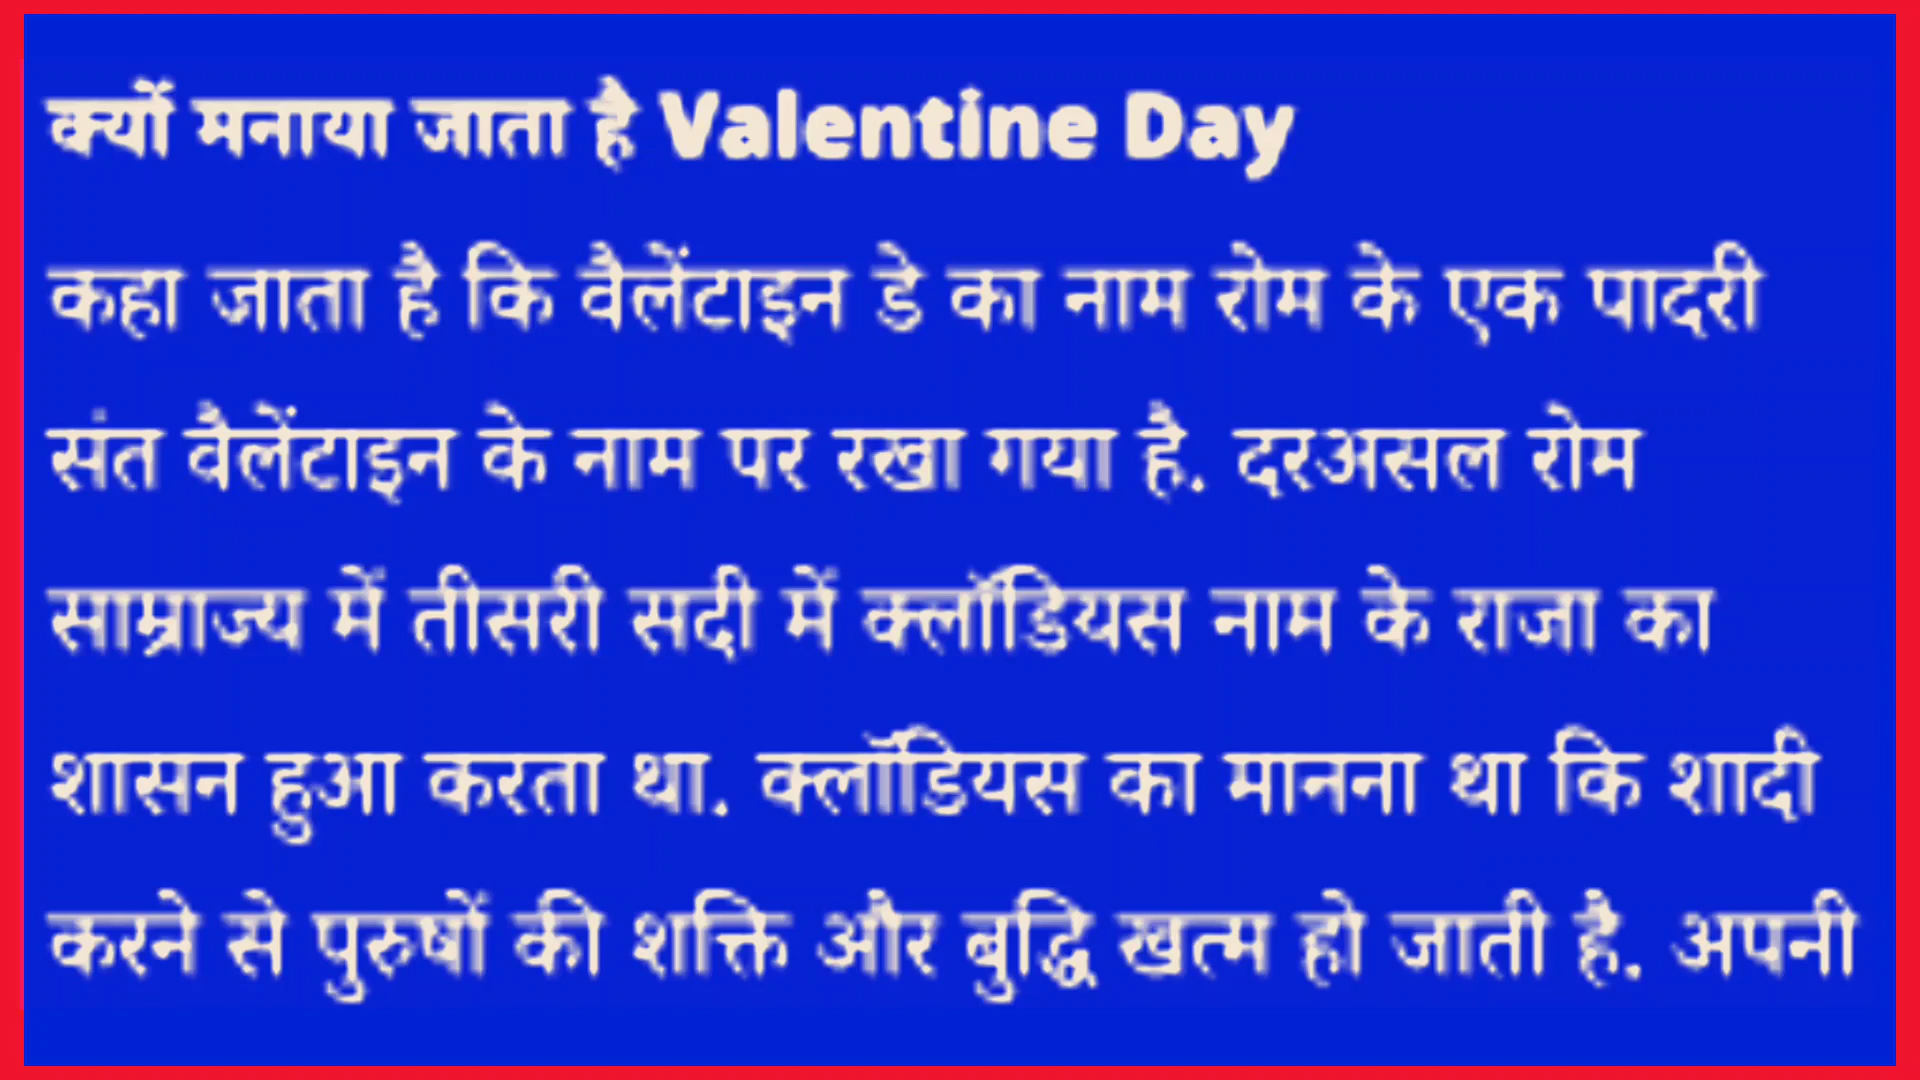 क्यों मनाया जाता है Valentine Day
कहा जाता है कि वैलेंटाइन डे का नाम रोम के एक पादरी
संत वैलेंटाइन के नाम पर रखा गया है. दरअसल रोम
साम्राज्य में तीसरी सदी में क्लॉडियस नाम के राजा का
शासन हुआ करता था. क्लॉडियस का मानना था कि शादी
करने से पुरुषों की शक्ति और बुद्धि खत्म हो जाती है. अपनी